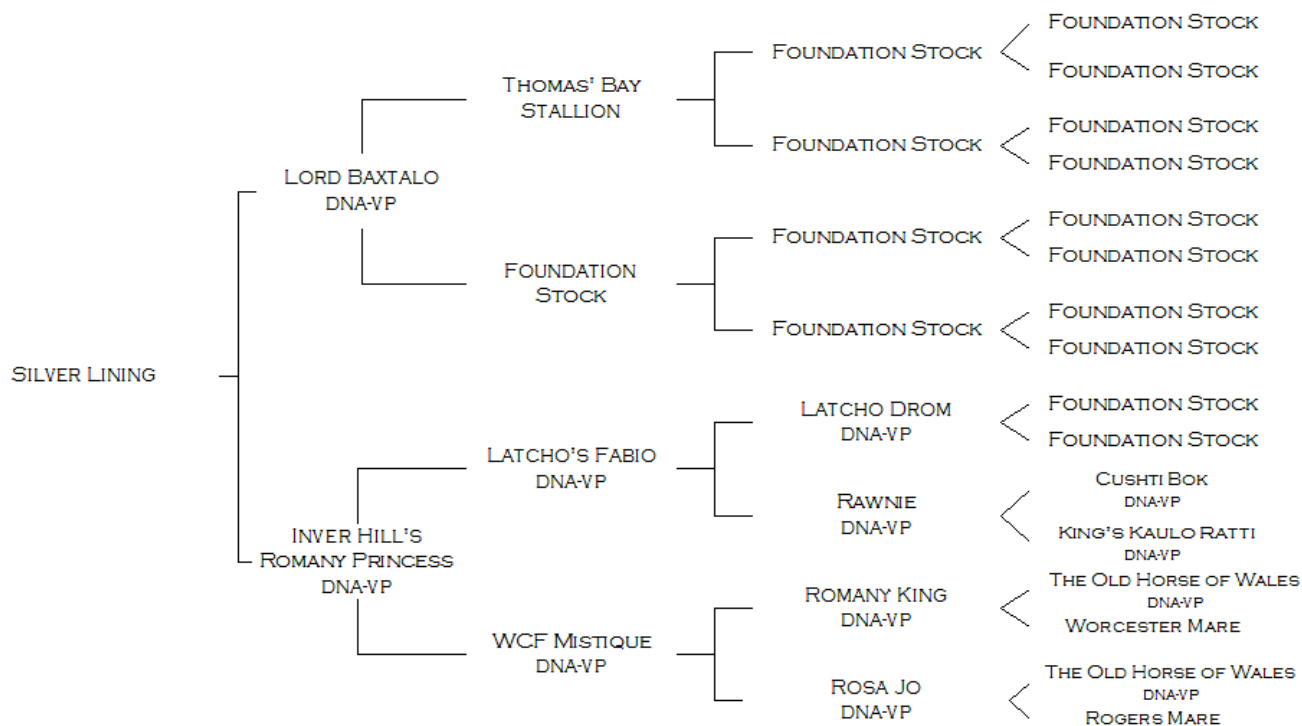 Foundation Stock
Foundation Stock
Foundation Stock
Thomas' Bay
Stallion
Foundation Stock
Foundation Stock
Foundation Stock
Lord Baxtalo
DNA-VP
Foundation Stock
Foundation Stock
Foundation Stock
Foundation
Stock
Foundation Stock
Foundation Stock
Foundation Stock
Silver Lining
Latcho Drom
DNA-VP
Foundation Stock
Foundation Stock
Latcho's Fabio
DNA-VP
Cushti Bok
DNA-VP
Rawnie
DNA-VP
King's Kaulo Ratti
DNA-VP
Inver Hill's
Romany Princess
DNA-VP
The Old Horse of Wales
DNA-VP
Romany King
DNA-VP
Worcester Mare
WCF Mistique
DNA-VP
The Old Horse of Wales
DNA-VP
Rosa Jo
DNA-VP
Rogers Mare